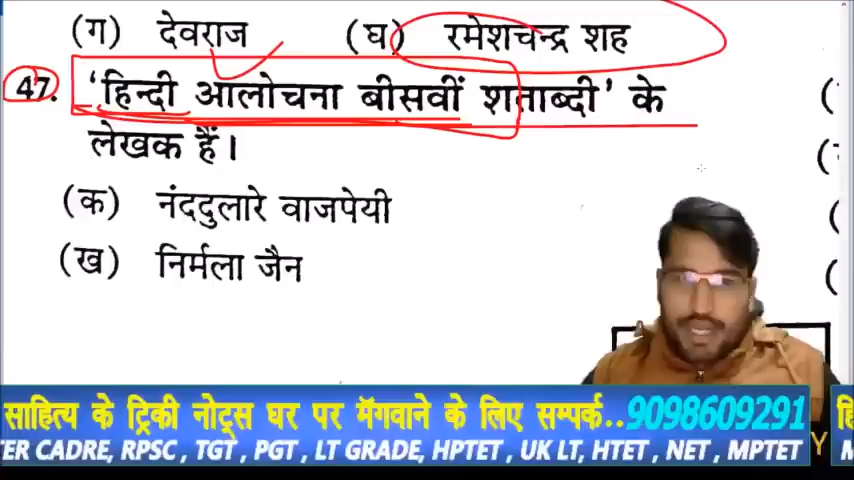 (ग) देवराज (घ) रमेशचन्द्र शह
47. ‘हिन्दी आलोचना बीसवीं शताब्दी’ के
लेखक हैं।
(क) नंददुलारे वाजपेयी
(ख) निर्मला जैन
साहित्य के ट्रिकी नोट्स घर पर मॅगवाने के लिए सम्पर्क..9098609291
TER CADRE, RPSC , TGT , PGT , LT GRADE, HPTET , UK LT, HTET , NET , MPTET